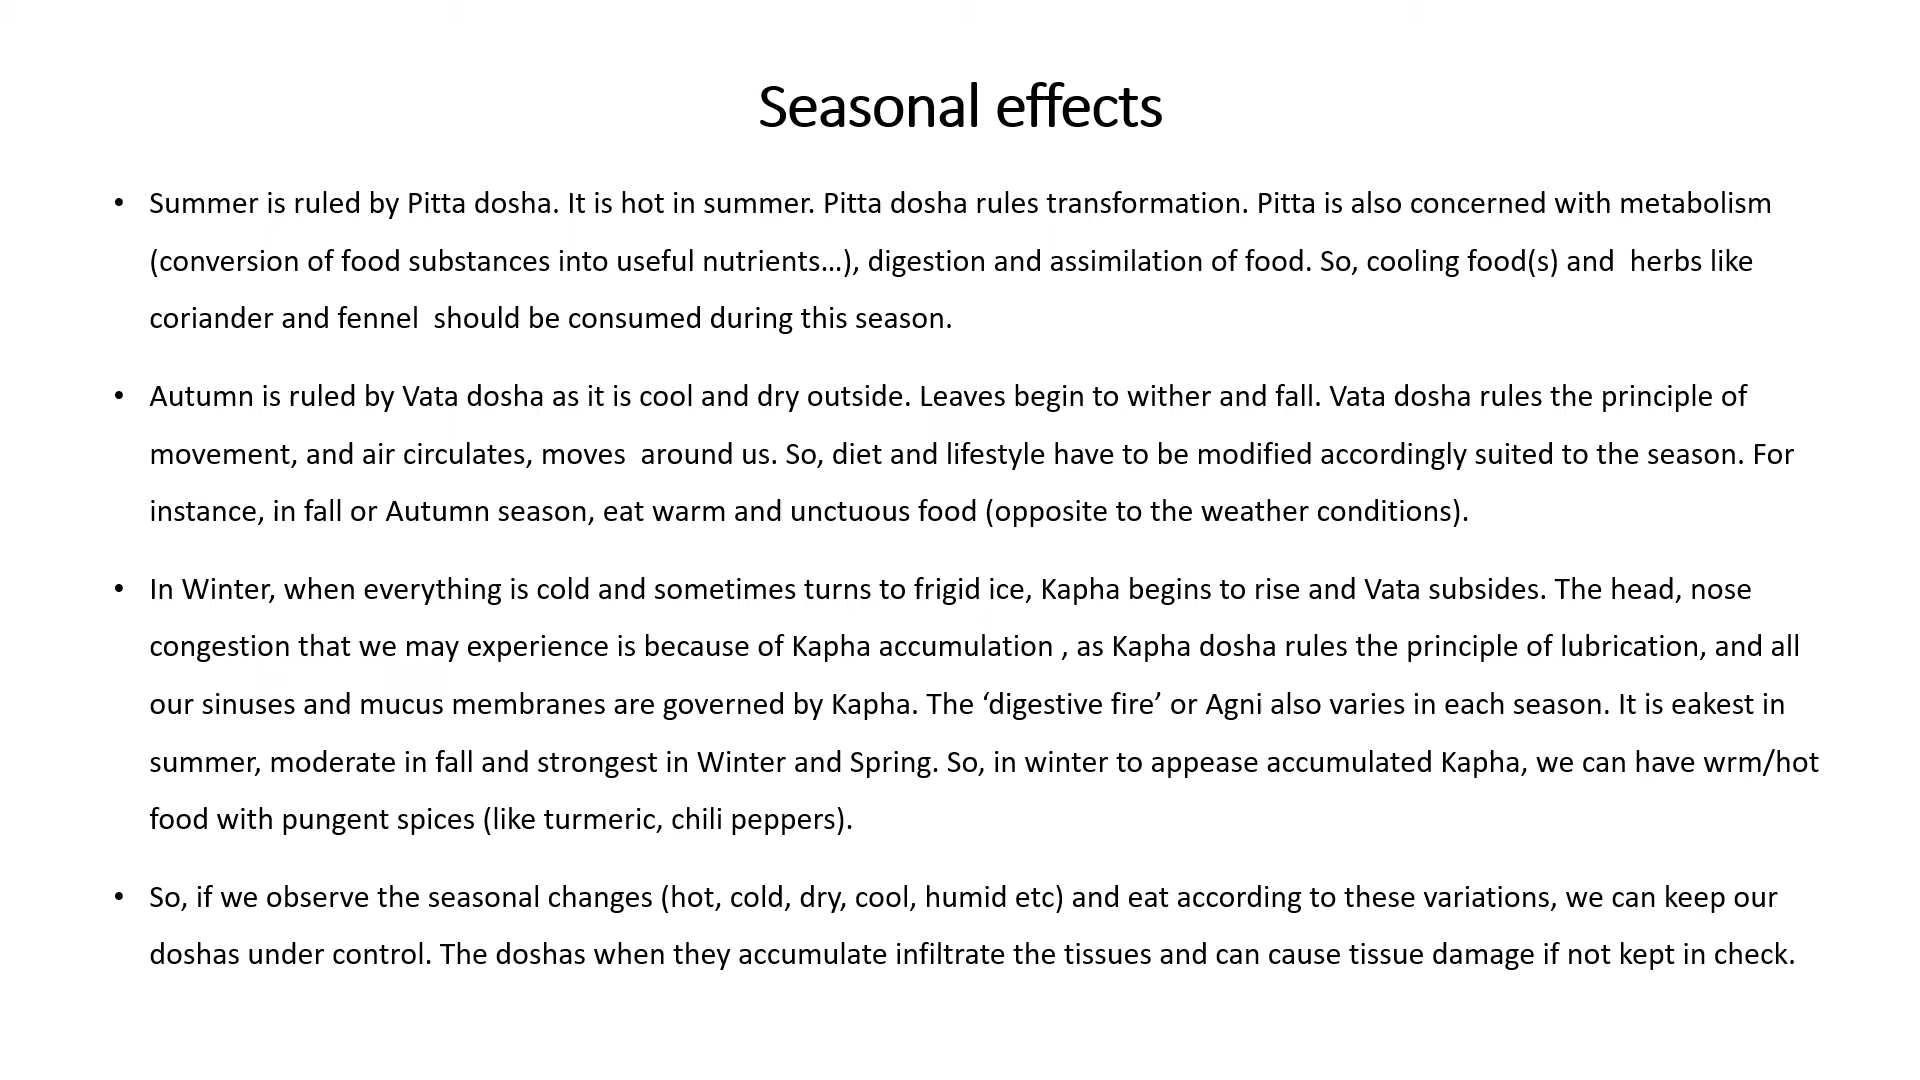 Seasonal effects
• Summer is ruled by Pitta dosha. It is hot in summer. Pitta dosha rules transformation. Pitta is also concerned with metabolism
(conversion of food substances into useful nutrients…), digestion and assimilation of food. So, cooling food(s) and  herbs like
coriander and fennel  should be consumed during this season.
• Autumn is ruled by Vata dosha as it is cool and dry outside. Leaves begin to wither and fall. Vata dosha rules the principle of
movement, and air circulates, moves  around us. So, diet and lifestyle have to be modified accordingly suited to the season. For
instance, in fall or Autumn season, eat warm and unctuous food (opposite to the weather conditions).
• In Winter, when everything is cold and sometimes turns to frigid ice, Kapha begins to rise and Vata subsides. The head, nose
congestion that we may experience is because of Kapha accumulation , as Kapha dosha rules the principle of lubrication, and all
our sinuses and mucus membranes are governed by Kapha. The ‘digestive fire’ or Agni also varies in each season. It is eakest in
summer, moderate in fall and strongest in Winter and Spring. So, in winter to appease accumulated Kapha, we can have wrm/hot
food with pungent spices (like turmeric, chili peppers).
• So, if we observe the seasonal changes (hot, cold, dry, cool, humid etc) and eat according to these variations, we can keep our
doshas under control. The doshas when they accumulate infiltrate the tissues and can cause tissue damage if not kept in check.